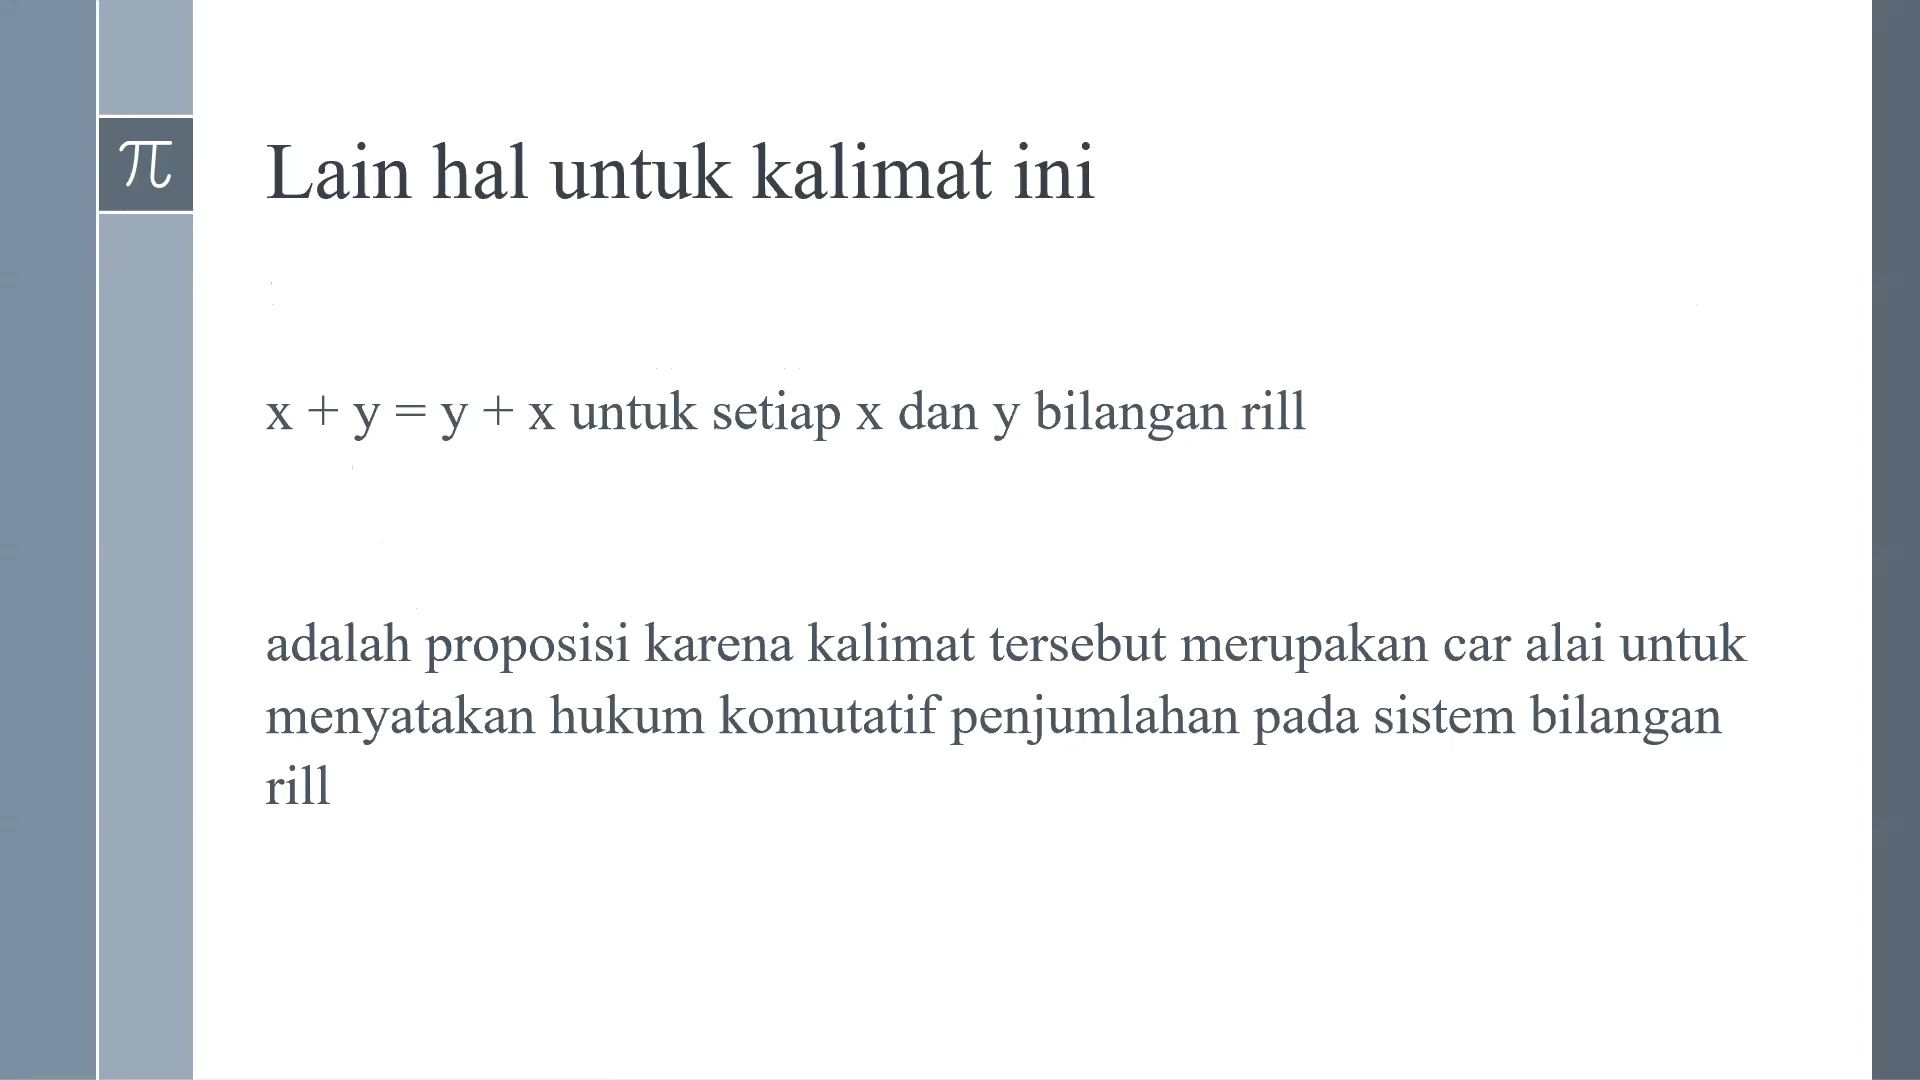 π
Lain hal untuk kalimat ini
x + y = y + x untuk setiap x dan y bilangan rill
adalah proposisi karena kalimat tersebut merupakan car alai untuk
menyatakan hukum komutatif penjumlahan pada sistem bilangan
rill